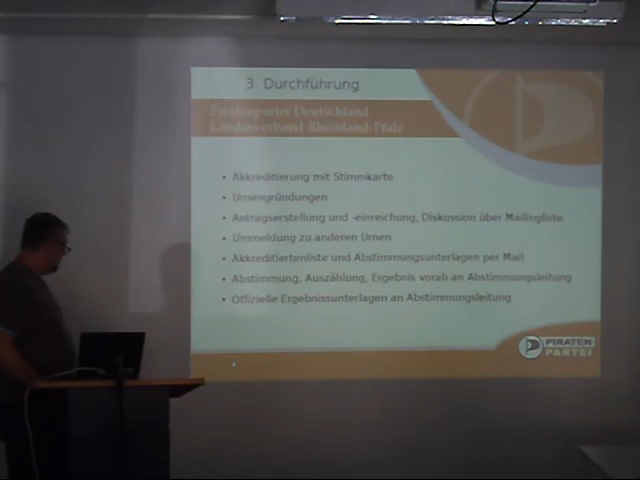 3. Durchführung
Piratenpartei Deutschland
Landesverband Rheinland-Pfalz
• Akkreditierung mit Stimmkarte
• Urnengründungen
• Antragserstellung und -einreichung, Diskussion über Mailingliste
• Ummeldung zu anderen Urnen
• Akkreditiertenliste und Abstimmungsunterlagen per Mail
• Abstimmung, Auszählung, Ergebnis vorab an Abstimmungsleitung
• Offizielle Ergebnisunterlagen an Abstimmungsleitung
PIRATEN
PARTEI